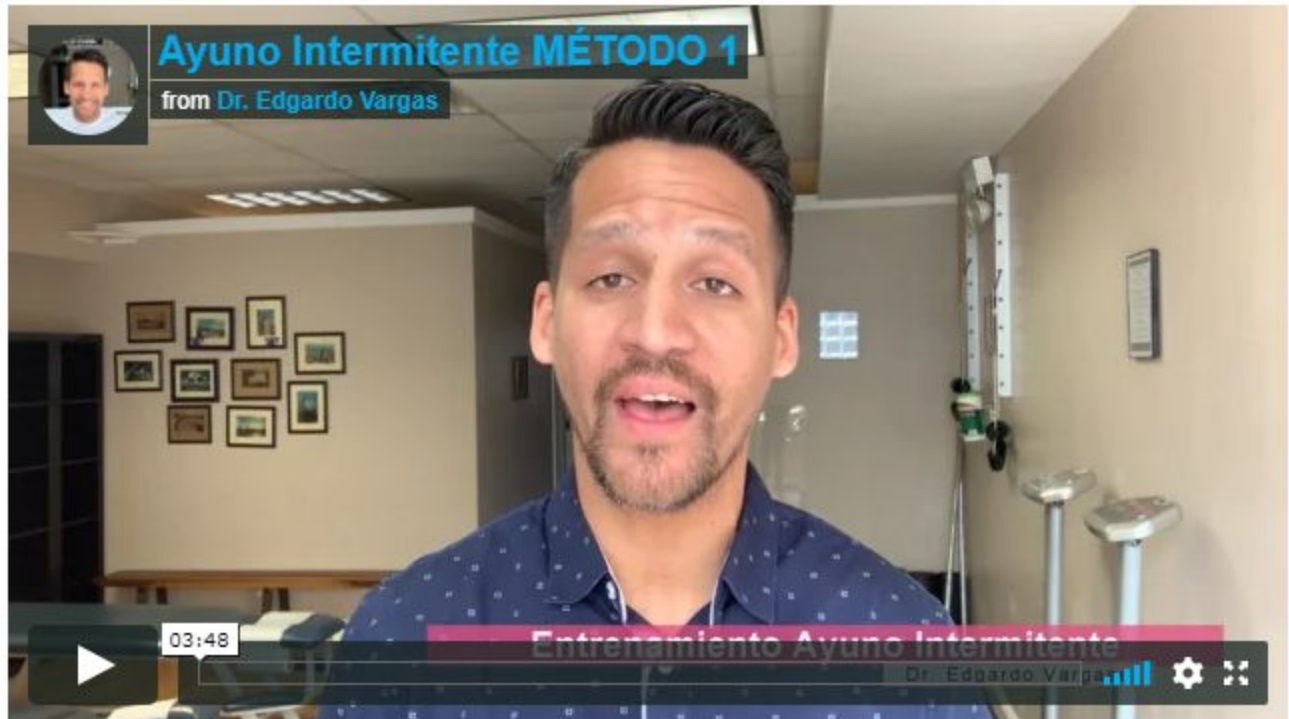 Ayuno Intermitente MÉTODO 1
from Dr. Edgardo Vargas
03:48
Entrenamiento Ayuno Intermitente
Dr. Edgardo Vargas